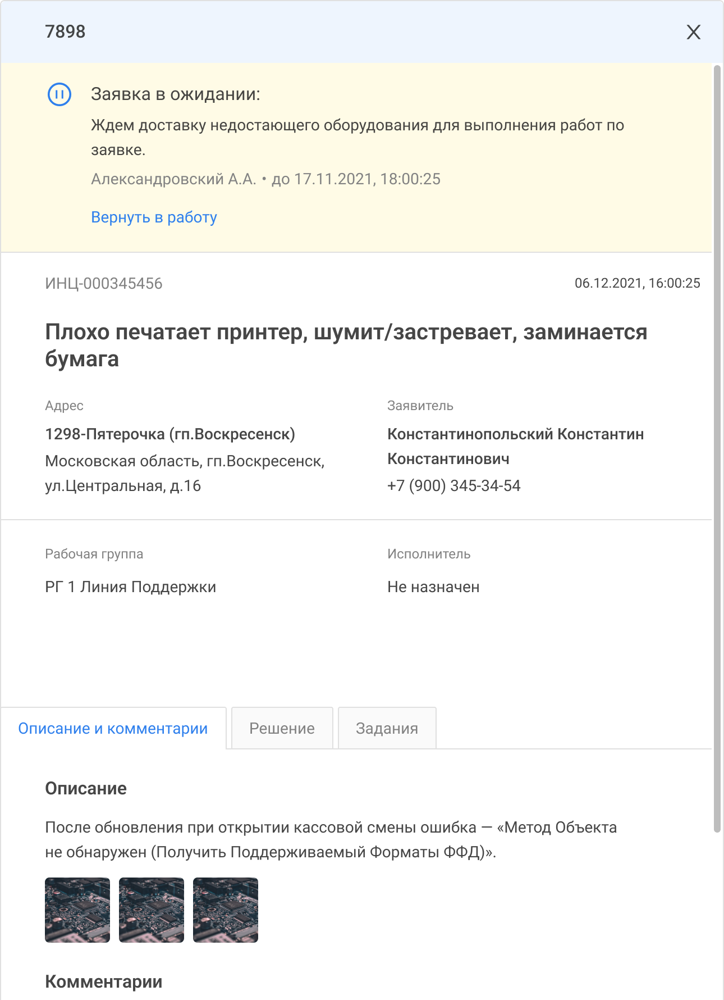 7898
Заявка в ожидании:
Ждем доставку недостающего оборудования для выполнения работ по
заявке.
Александровский А.А. • до 17.11.2021, 18:00:25
Вернуть в работу
ИНЦ-000345456
06.12.2021, 16:00:25
Плохо печатает принтер, шумит/застревает, заминается
бумага
Адрес
1298-Пятерочка (гп.Воскресенск)
Московская область, гп.Воскресенск,
ул.Центральная, д.16
Заявитель
Константинопольский Константин
Константинович
+7 (900) 345-34-54
Рабочая группа
РГ 1 Линия Поддержки
Исполнитель
Не назначен
Описание и комментарии
Решение
Задания
Описание
После обновления при открытии кассовой смены ошибка — «Метод Объекта
не обнаружен (Получить Поддерживаемый Форматы ФФД)».
Комментарии